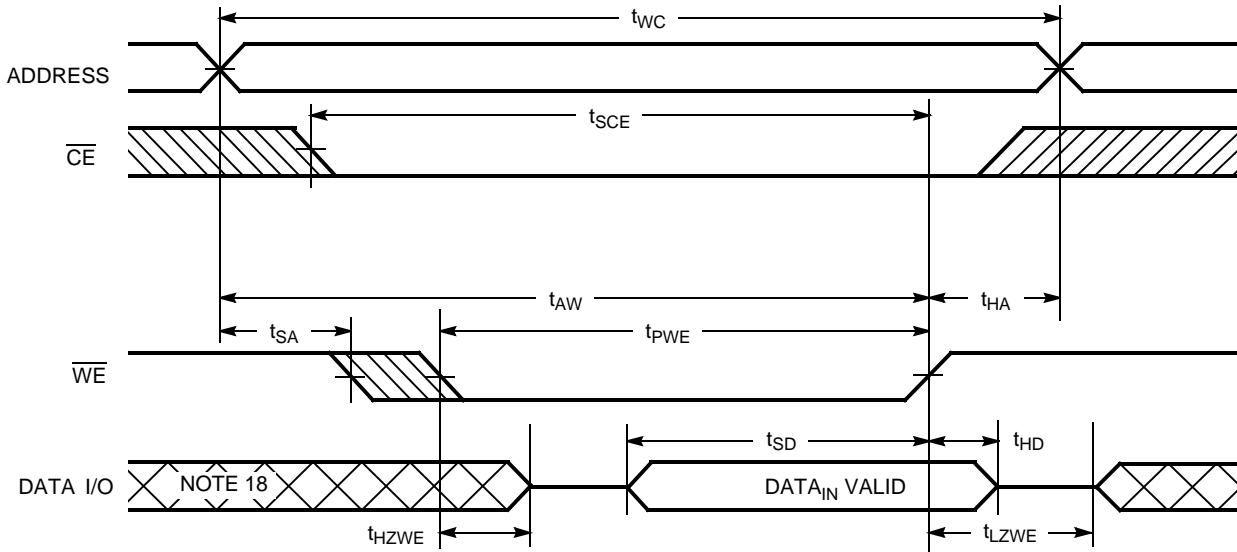 tWC
ADDRESS
tSCE
CE
tAW
tHA
tSA
tPWE
WE
tSD
tHD
DATA I/O
NOTE 18
DATAIN VALID
tHZWE
tLZWE